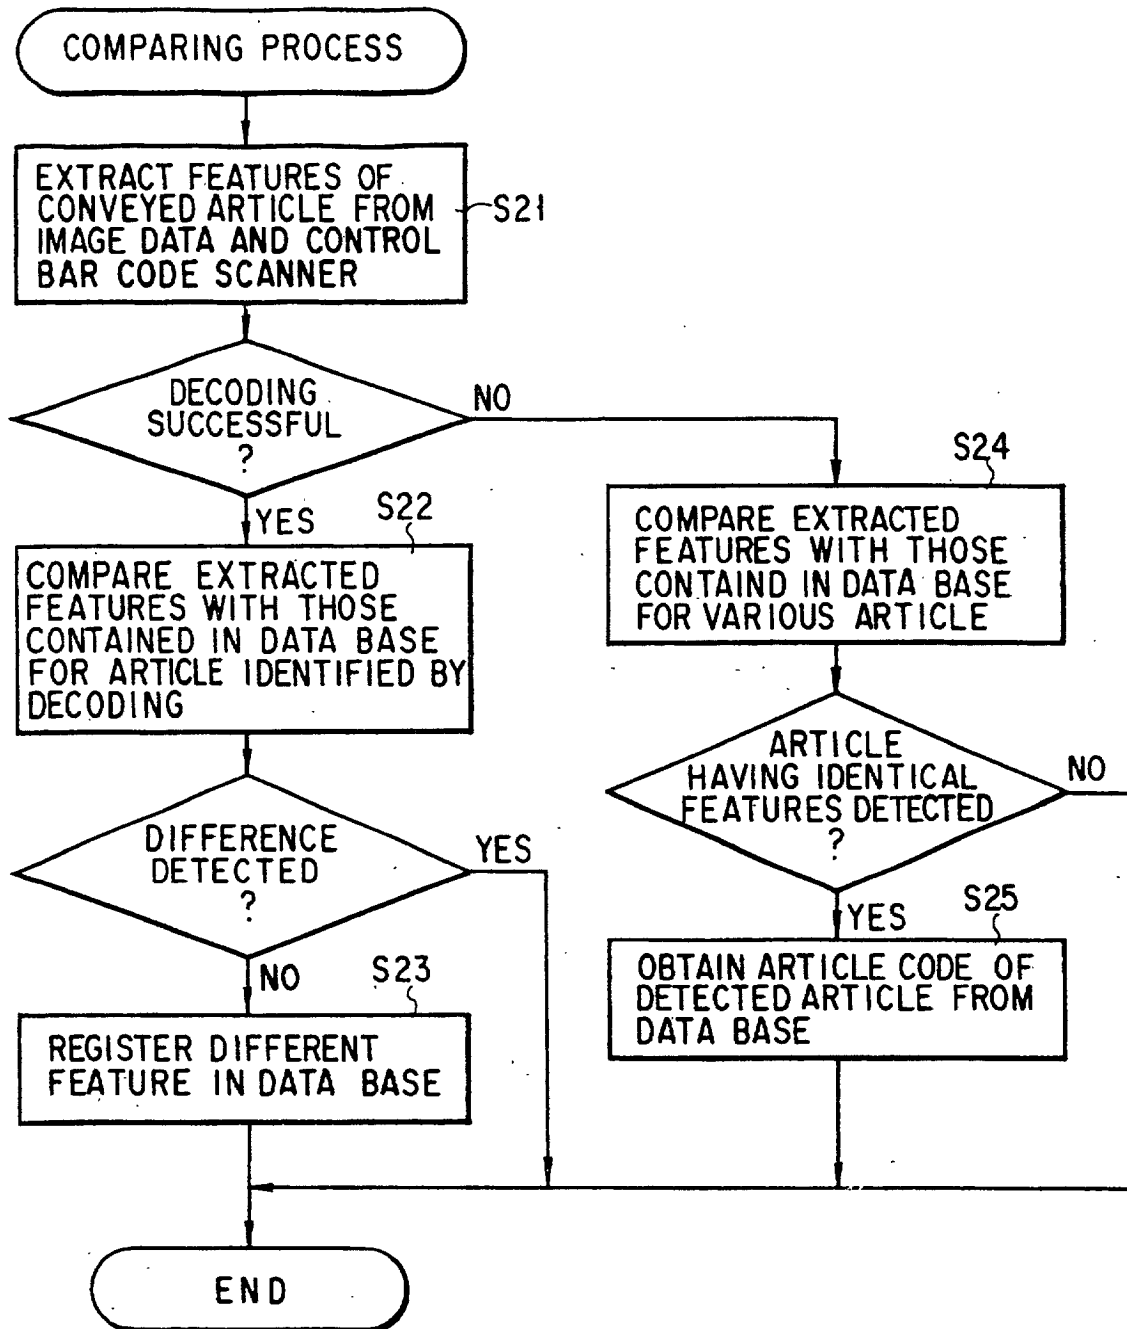 COMPARING PROCESS
EXTRACT FEATURES OF
CONVEYED ARTICLE FROM
IMAGE DATA AND CONTROL
BAR CODE SCANNER
S21
DECODING
SUCCESSFUL
?
NO
YES
S22
COMPARE EXTRACTED
FEATURES WITH THOSE
CONTAINED IN DATA BASE
FOR ARTICLE IDENTIFIED BY
DECODING
DIFFERENCE
DETECTED
?
YES
NO
S23
REGISTER DIFFERENT
FEATURE IN DATA BASE
S24
COMPARE EXTRACTED
FEATURES WITH THOSE
CONTAIND IN DATA BASE
FOR VARIOUS ARTICLE
ARTICLE
HAVING IDENTICAL
FEATURES DETECTED
?
NO
YES
S25
OBTAIN ARTICLE CODE OF
DETECTED ARTICLE FROM
DATA BASE
END